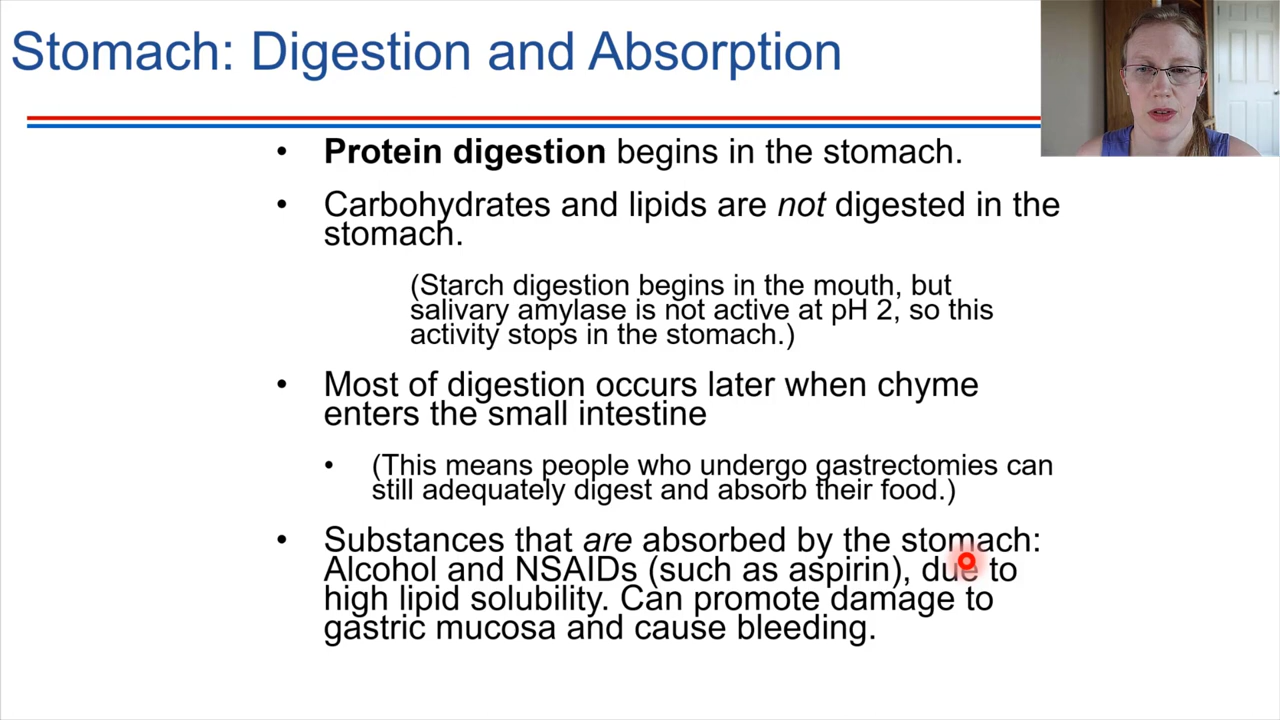 Stomach: Digestion and Absorption
• Protein digestion begins in the stomach.
• Carbohydrates and lipids are not digested in the
stomach.
(Starch digestion begins in the mouth, but
salivary amylase is not active at pH 2, so this
activity stops in the stomach.)
• Most of digestion occurs later when chyme
enters the small intestine
• (This means people who undergo gastrectomies can
still adequately digest and absorb their food.)
• Substances that are absorbed by the stomach:
Alcohol and NSAIDs (such as aspirin), due to
high lipid solubility. Can promote damage to
gastric mucosa and cause bleeding.